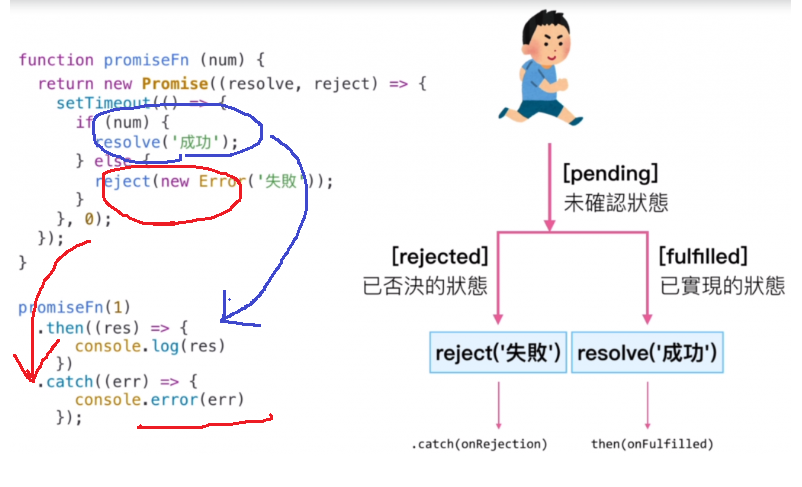 function promiseFn (num) {
return new Promise((resolve, reject) => {
setTimeout(() => {
if (num) {
resolve('成功');
} else {
reject(new Error('失敗'));
}
}, 0);
});
}
promiseFn(1)
.then((res) => {
console.log(res)
})
.catch((err) => {
console.error(err)
});
[pending]
未確認狀態
[rejected]
已否決的狀態
[fulfilled]
已實現的狀態
reject('失敗')
resolve('成功')
.catch(onRejection)
then(onFulfilled)